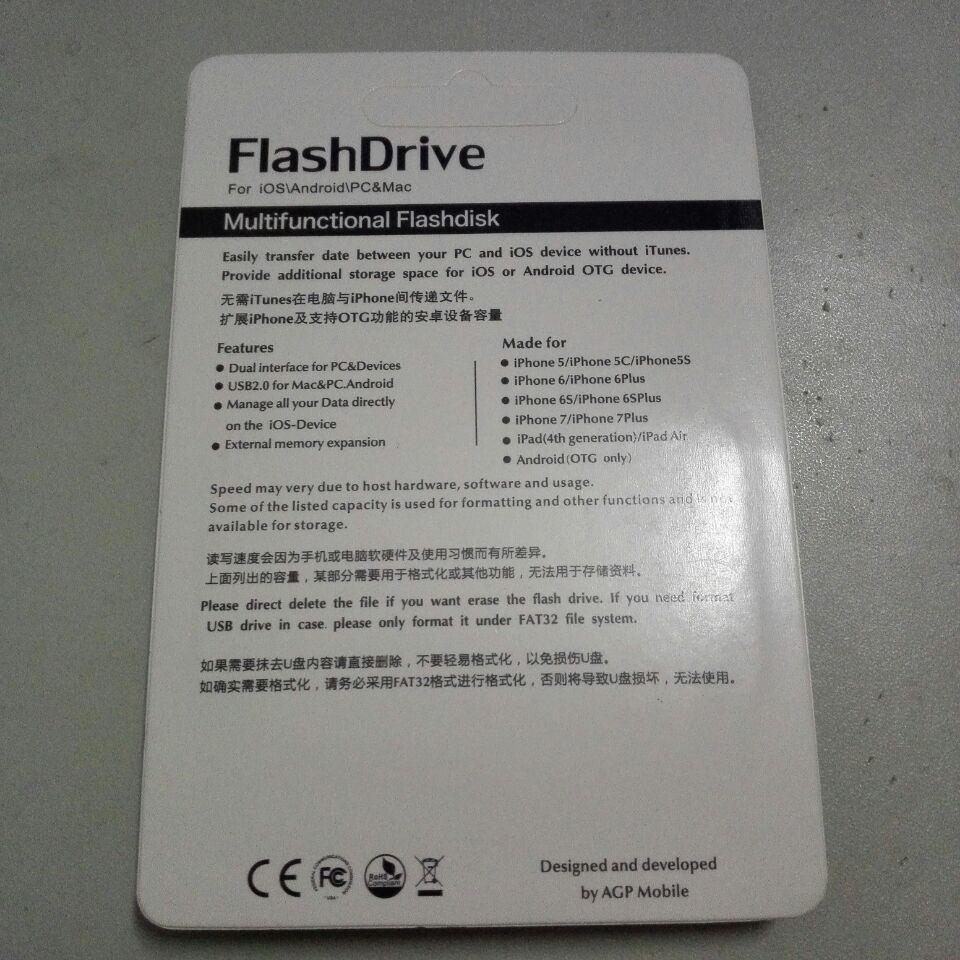 FlashDrive
For iOS\Android\PC&Mac
Multifunctional Flashdisk
Easily transfer date between your PC and iOS device without iTunes.
Provide additional storage space for iOS or Android OTG device.
无需iTunes在电脑与iPhone间传递文件。
扩展iPhone及支持OTG功能的安卓设备容量
Features
● Dual interface for PC&Devices
● USB2.0 for Mac&PC.Android
● Manage all your Data directly
on the iOS-Device
● External memory expansion
Made for
● iPhone 5/iPhone 5C/iPhone5S
● iPhone 6/iPhone 6Plus
● iPhone 6S/iPhone 6SPlus
● iPhone 7/iPhone 7Plus
● iPad(4th generation)/iPad Air
● Android(OTG only)
Speed may very due to host hardware, software and usage.
Some of the listed capacity is used for formatting and other functions and is not
available for storage.
读写速度会因为手机或电脑软硬件及使用习惯而有所差异。
上面列出的容量，某部分需要用于格式化或其他功能，无法用于存储资料。
Please direct delete the file if you want erase the flash drive. If you need format
USB drive in case. please only format it under FAT32 file system.
如果需要抹去U盘内容请直接删除，不要轻易格式化，以免损伤U盘。
如确实需要格式化，请务必采用FAT32格式进行格式化，否则将导致U盘损坏，无法使用。
CE FC RoHS
Compliant
USA
Designed and developed
by AGP Mobile